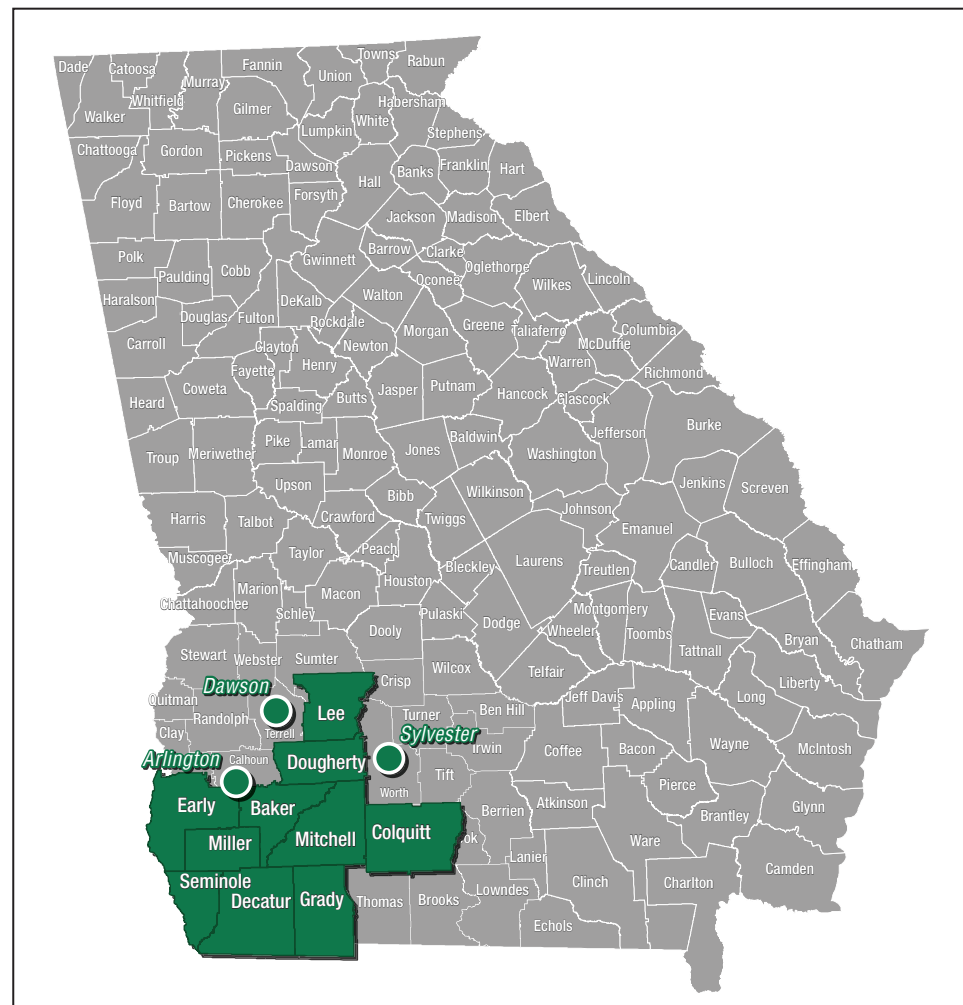 Dade
Catoosa
Whitfield
Walker
Murray
Fannin
Gilmer
Union
Towns
Rabun
Habersham
White
Lumpkin
Stephens
Chattooga
Gordon
Pickens
Dawson
Hall
Banks
Franklin
Hart
Floyd
Bartow
Cherokee
Forsyth
Jackson
Madison
Elbert
Polk
Paulding
Cobb
Gwinnett
Barrow
Clarke
Oconee
Oglethorpe
Wilkes
Lincoln
Haralson
Douglas
Fulton
DeKalb
Rockdale
Walton
Morgan
Greene
Taliaferro
McDuffie
Columbia
Carroll
Clayton
Fayette
Henry
Newton
Warren
Richmond
Heard
Coweta
Spalding
Butts
Jasper
Putnam
Hancock
Glascock
Jefferson
Burke
Troup
Meriwether
Pike
Lamar
Monroe
Jones
Baldwin
Washington
Upson
Bibb
Wilkinson
Jenkins
Screven
Harris
Talbot
Crawford
Twiggs
Johnson
Emanuel
Muscogee
Taylor
Peach
Houston
Bleckley
Laurens
Treutlen
Candler
Bulloch
Effingham
Chattahoochee
Marion
Schley
Macon
Pulaski
Dodge
Wheeler
Montgomery
Toombs
Evans
Tattnall
Bryan
Chatham
Stewart
Webster
Sumter
Dooly
Wilcox
Crisp
Telfair
Liberty
Long
Quitman
Randolph
Clay
Dawson
Terrell
Lee
Turner
Ben Hill
Jeff Davis
Appling
Wayne
McIntosh
Sylvester
Irwin
Coffee
Bacon
Arlington
Calhoun
Dougherty
Worth
Tift
Pierce
Early
Baker
Berrien
Atkinson
Brantley
Glynn
Miller
Mitchell
Colquitt
ok
Lanier
Ware
Camden
Seminole
Decatur
Grady
Thomas
Brooks
Lowndes
Clinch
Charlton
Echols